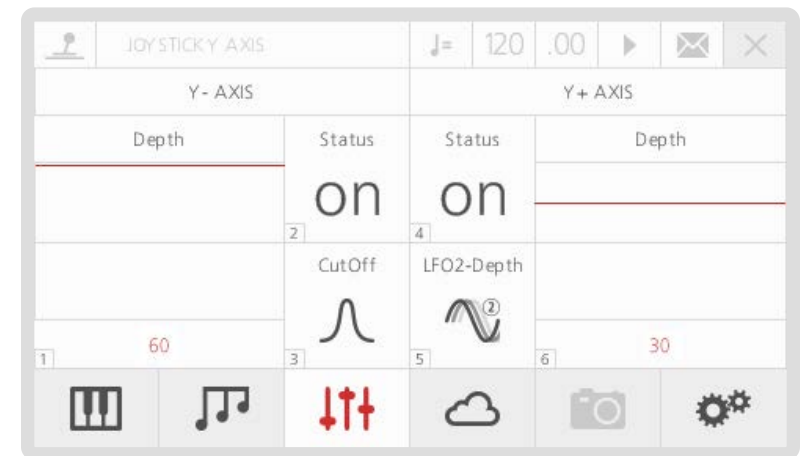 JOYSTICK Y AXIS ♩= 120 .00
Y- AXIS Y+ AXIS
Depth Status Status Depth
on on
2 4
CutOff LFO2-Depth
2
60 30
1 3 5 6